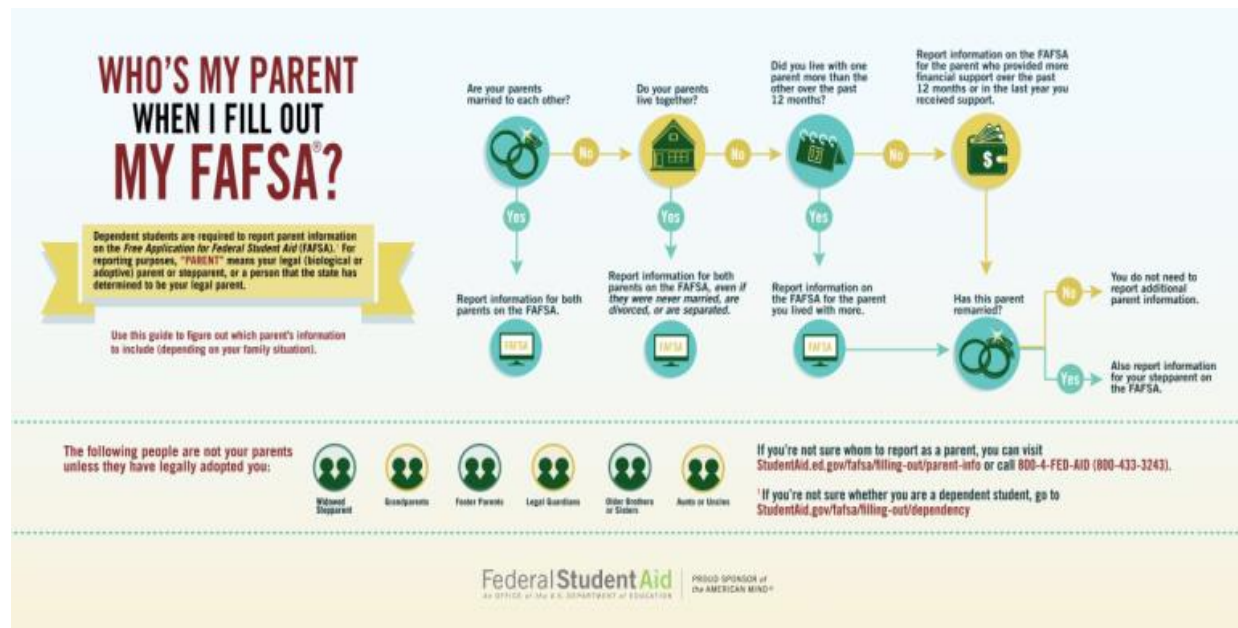 WHO'S MY PARENT
WHEN I FILL OUT
MY FAFSA®?
Dependent students are required to report parent information
on the Free Application for Federal Student Aid (FAFSA).¹ For
reporting purposes, "PARENT" means your legal (biological or
adoptive) parent or stepparent, or a person that the state has
determined to be your legal parent.
Use this guide to figure out which parent's information
to include (depending on your family situation).
Are your parents
married to each other?
No
Do your parents
live together?
No
Did you live with one
parent more than the
other over the past
12 months?
No
Report information on the FAFSA
for the parent who provided more
financial support over the past
12 months or in the last year you
received support.
$
Yes
Yes
Yes
Report information for both
parents on the FAFSA.
FAFSA
Report information for both
parents on the FAFSA, even if
they were never married, are
divorced, or are separated.
FAFSA
Report information on
the FAFSA for the parent
you lived with more.
FAFSA
Has this parent
remarried?
No
You do not need to
report additional
parent information.
Yes
Also report information
for your stepparent on
the FAFSA.
The following people are not your parents
unless they have legally adopted you:
Widowed
Stepparent
Grandparents
Foster Parents
Legal Guardians
Older Brothers
or Sisters
Aunts or Uncles
If you're not sure whom to report as a parent, you can visit
StudentAid.ed.gov/fafsa/filling-out/parent-info or call 800-4-FED-AID (800-433-3243).
¹If you're not sure whether you are a dependent student, go to
StudentAid.gov/fafsa/filling-out/dependency
Federal Student Aid
An OFFICE of the U.S. DEPARTMENT of EDUCATION
PROUD SPONSOR of
the AMERICAN MIND®